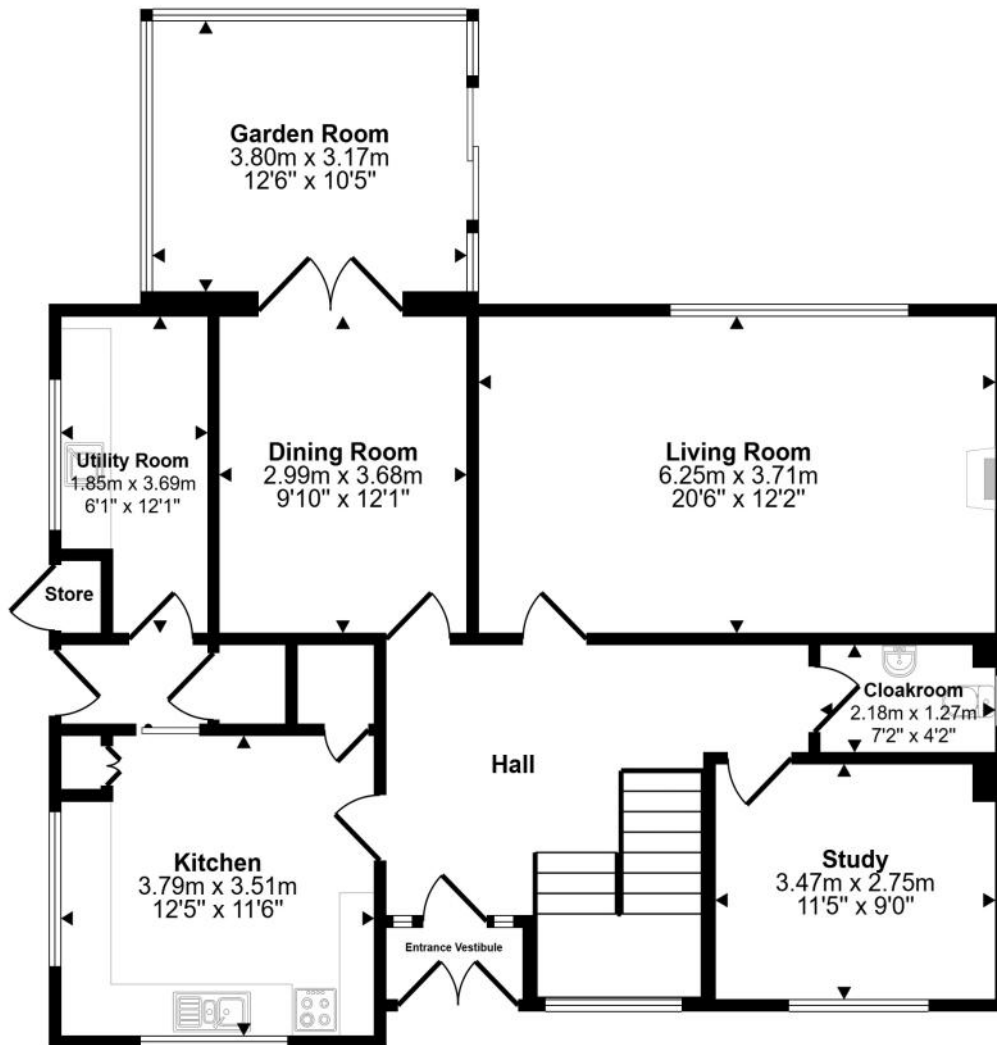 Garden Room
3.80m x 3.17m
12'6" x 10'5"
Utility Room
1.85m x 3.69m
6'1" x 12'1"
Dining Room
2.99m x 3.68m
9'10" x 12'1"
Living Room
6.25m x 3.71m
20'6" x 12'2"
Store
Cloakroom
2.18m x 1.27m
7'2" x 4'2"
Hall
Kitchen
3.79m x 3.51m
12'5" x 11'6"
Study
3.47m x 2.75m
11'5" x 9'0"
Entrance Vestibule